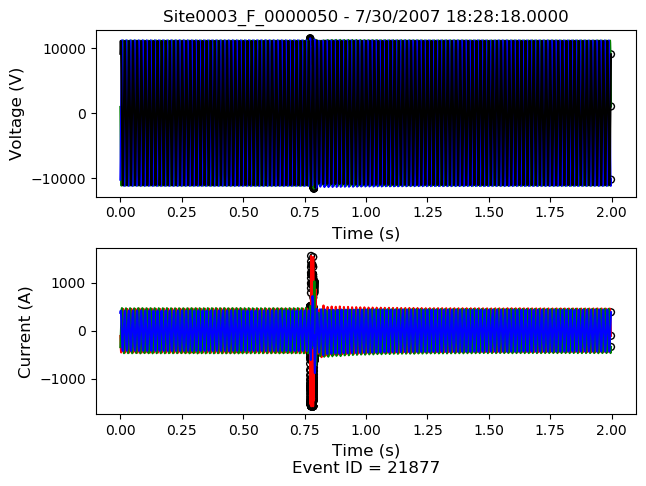 Site0003_F_0000050 - 7/30/2007 18:28:18.0000
Voltage (V)
10000
0
−10000
0.00 0.25 0.50 0.75 1.00 1.25 1.50 1.75 2.00
Time (s)
Current (A)
1000
0
−1000
0.00 0.25 0.50 0.75 1.00 1.25 1.50 1.75 2.00
Time (s)
Event ID = 21877